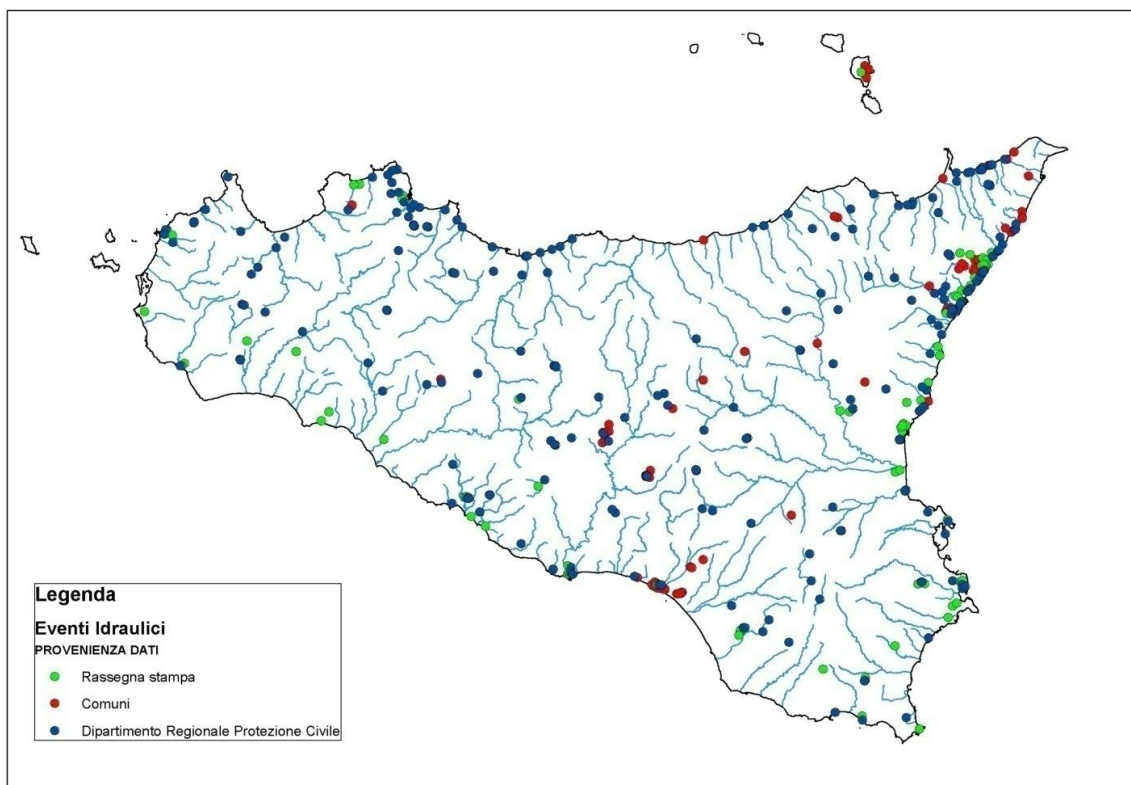 Legenda
Eventi Idraulici
PROVENIENZA DATI
Rassegna stampa
Comuni
Dipartimento Regionale Protezione Civile